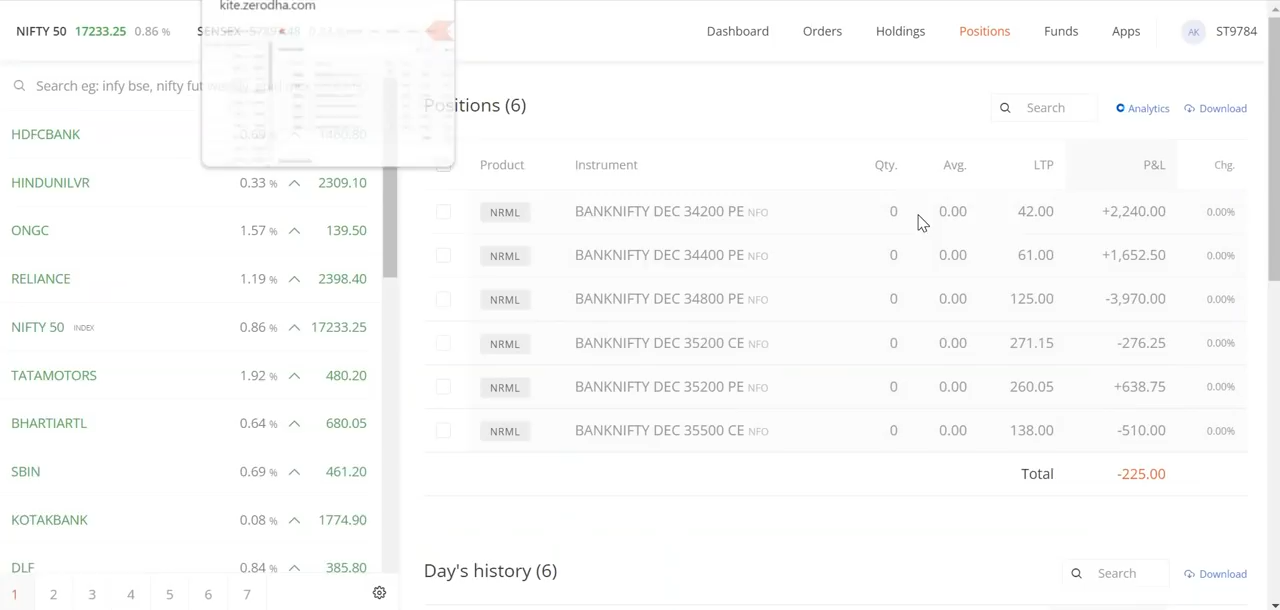 kite.zerodha.com
NIFTY 50 17233.25 0.86 % SENSEX
Dashboard Orders Holdings Positions Funds Apps AK ST9784
Search eg: infy bse, nifty fut
Positions (6) Search Analytics Download
HDFCBANK
HINDUNILVR 0.33 % 2309.10
ONGC 1.57 % 139.50
RELIANCE 1.19 % 2398.40
NIFTY 50 INDEX 0.86 % 17233.25
TATAMOTORS 1.92 % 480.20
BHARTIARTL 0.64 % 680.05
SBIN 0.69 % 461.20
KOTAKBANK 0.08 % 1774.90
DLF 0.84 % 385.80
1 2 3 4 5 6 7
Product Instrument Qty. Avg. LTP P&L Chg.
NRML BANKNIFTY DEC 34200 PE NFO 0 0.00 42.00 +2,240.00 0.00%
NRML BANKNIFTY DEC 34400 PE NFO 0 0.00 61.00 +1,652.50 0.00%
NRML BANKNIFTY DEC 34800 PE NFO 0 0.00 125.00 -3,970.00 0.00%
NRML BANKNIFTY DEC 35200 CE NFO 0 0.00 271.15 -276.25 0.00%
NRML BANKNIFTY DEC 35200 PE NFO 0 0.00 260.05 +638.75 0.00%
NRML BANKNIFTY DEC 35500 CE NFO 0 0.00 138.00 -510.00 0.00%
Total -225.00
Day's history (6) Search Download